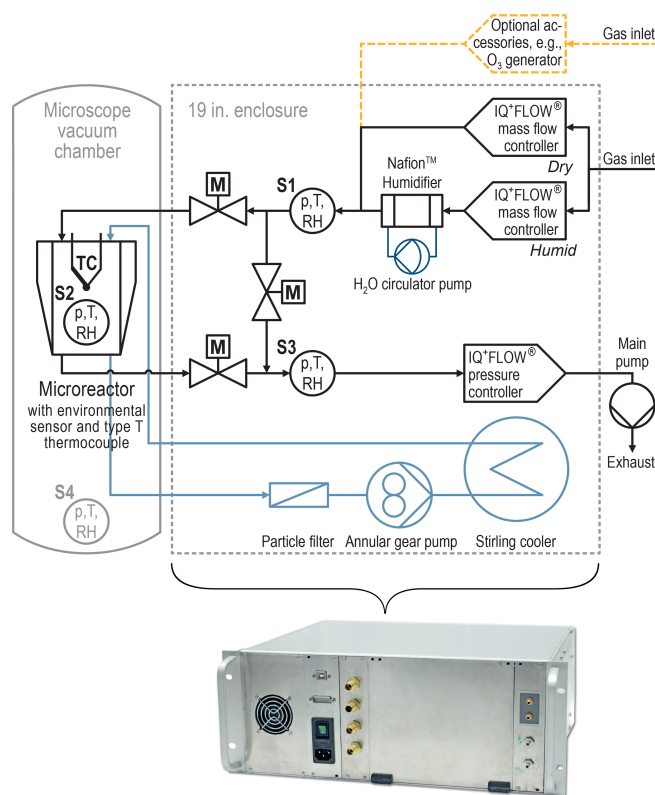 Optional ac-
cessories, e.g.,
O₃ generator
Gas inlet
Microscope
vacuum
chamber
19 in. enclosure
IQ⁺FLOW®
mass flow
controller
Dry
Gas inlet
Nafion™
Humidifier
IQ⁺FLOW®
mass flow
controller
Humid
H₂O circulator pump
M
S1
p,T,
RH
TC
S2
p,T,
RH
M
M
S3
p,T,
RH
IQ⁺FLOW®
pressure
controller
Main
pump
Exhaust
Microreactor
with environmental
sensor and type T
thermocouple
S4
p,T,
RH
Particle filter
Annular gear pump
Stirling cooler